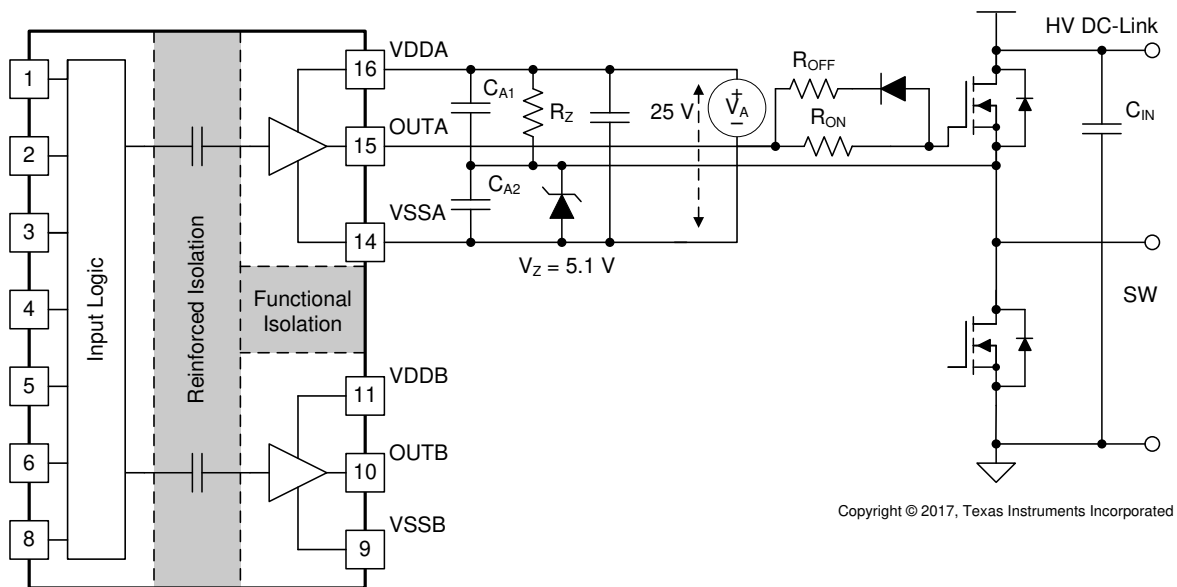 HV DC-Link
1
2
3
4
5
6
8
Input Logic
Reinforced Isolation
Functional
Isolation
VDDA
16
OUTA
15
VSSA
14
VDDB
11
OUTB
10
VSSB
9
CA1
RZ
CA2
VZ = 5.1 V
25 V
+
VA
−
ROFF
RON
CIN
SW
Copyright © 2017, Texas Instruments Incorporated